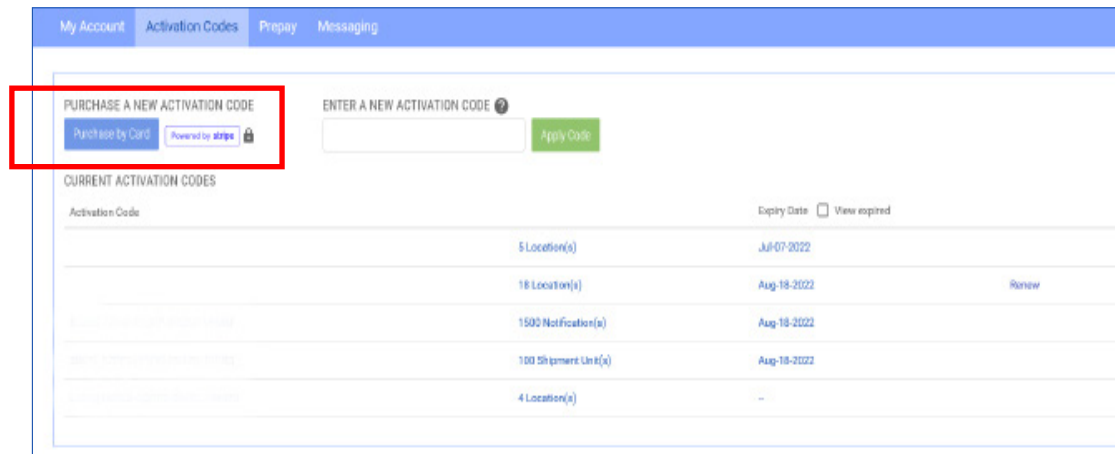 My Account Activation Codes Prepay Messaging
PURCHASE A NEW ACTIVATION CODE ENTER A NEW ACTIVATION CODE ?
Purchase by Card Powered by stripe Apply Code
CURRENT ACTIVATION CODES
Activation Code Expiry Date View expired
5 Location(s) Jul-07-2022
18 Location(s) Aug-18-2022 Renew
1500 Notification(s) Aug-18-2022
100 Shipment Unit(s) Aug-18-2022
4 Location(s) --